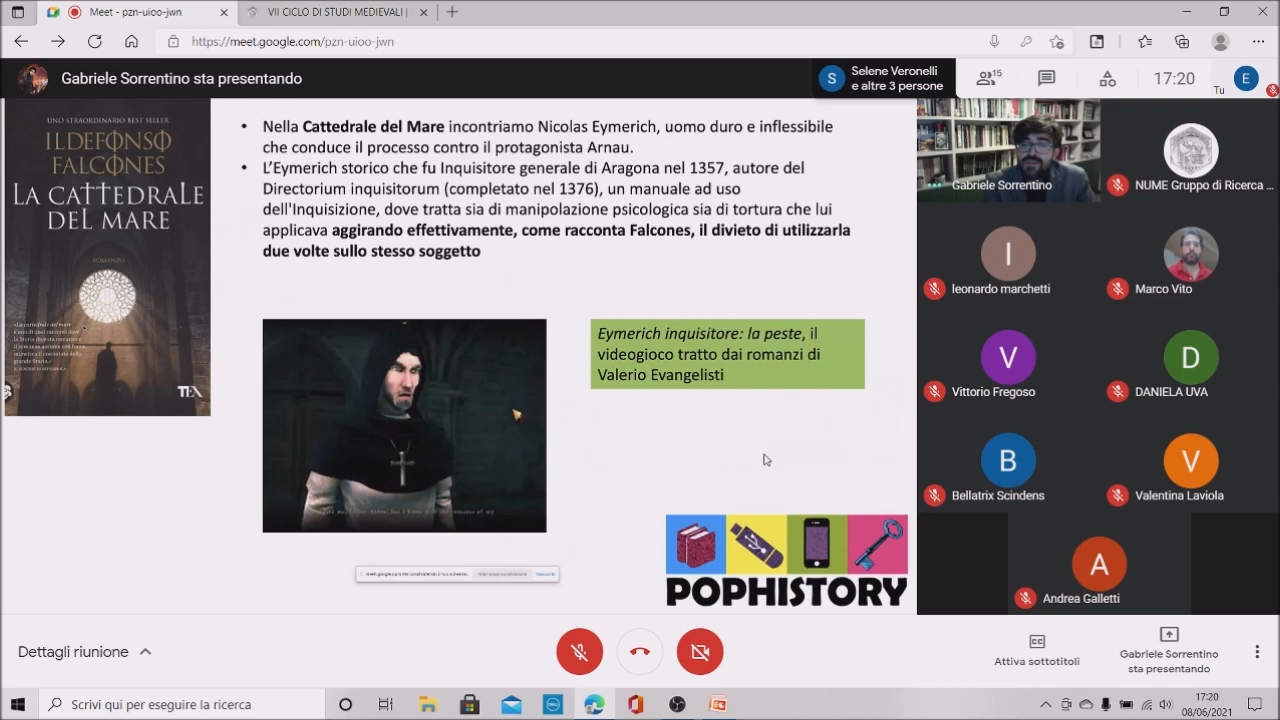 Meet - pzn-uioo-jwn
VII CICLO DI STUDI MEDIEVALI |
https://meet.google.com/pzn-uioo-jwn
Gabriele Sorrentino sta presentando
S
Selene Veronelli
e altre 3 persone
15
17:20
Tu
E
UNO STRAORDINARIO BEST SELLER
ILDEFONSO
FALCONES
LA CATTEDRALE
DEL MARE
ROMANZO
TEA
• Nella Cattedrale del Mare incontriamo Nicolas Eymerich, uomo duro e inflessibile
che conduce il processo contro il protagonista Arnau.
• L'Eymerich storico che fu Inquisitore generale di Aragona nel 1357, autore del
Directorium inquisitorum (completato nel 1376), un manuale ad uso
dell'Inquisizione, dove tratta sia di manipolazione psicologica sia di tortura che lui
applicava aggirando effettivamente, come racconta Falcones, il divieto di utilizzarla
due volte sullo stesso soggetto
Eymerich inquisitore: la peste, il
videogioco tratto dai romanzi di
Valerio Evangelisti
POPHISTORY
Gabriele Sorrentino
NUME Grupo di Ricerca ...
I
leonardo marchetti
Marco Vito
V
Vittorio Fregoso
D
DANIELA UVA
B
Bellatrix Scindens
V
Valentina Laviola
A
Andrea Galletti
Dettagli riunione
CC
Attiva sottotitoli
Gabriele Sorrentino
sta presentando
Scrivi qui per eseguire la ricerca
DELL
17:20
08/06/2021